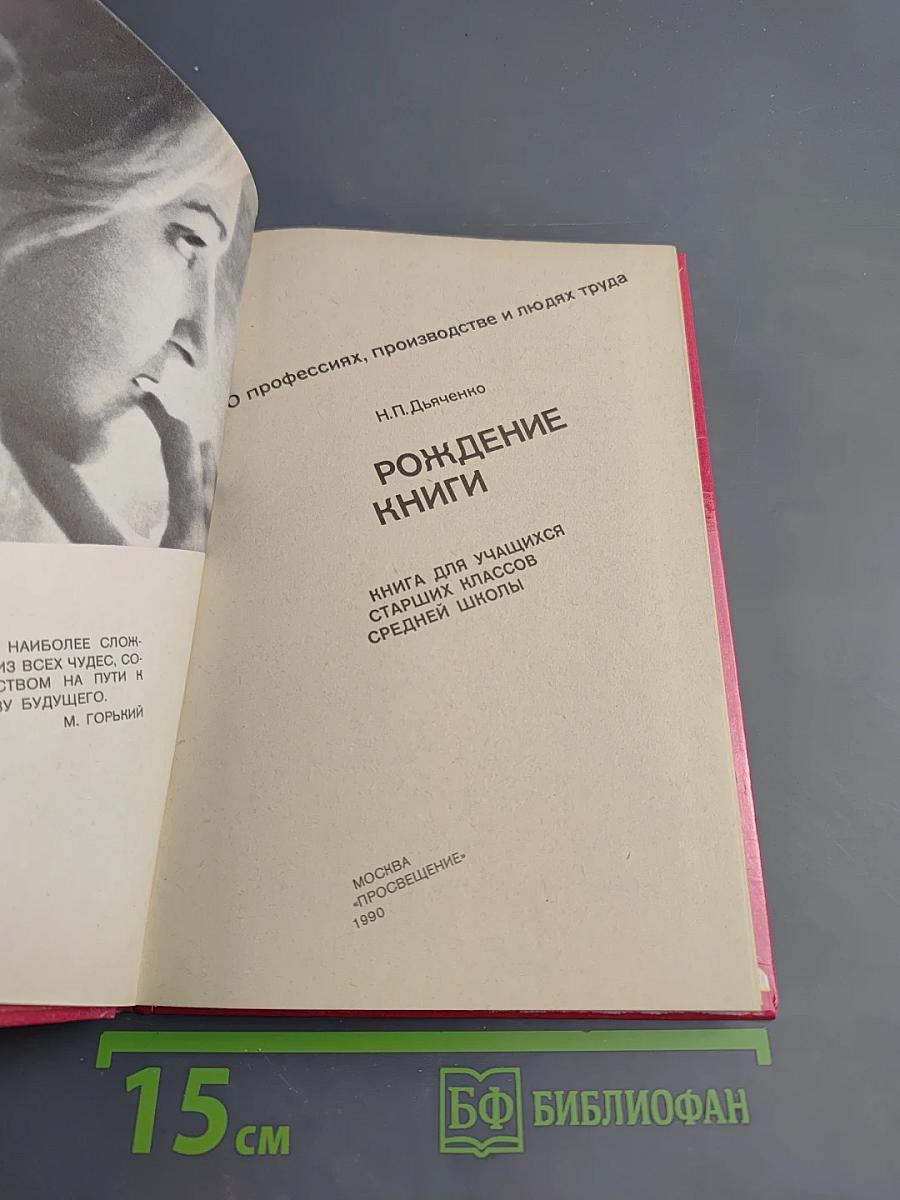 НАИБОЛЕЕ СЛОЖ-
ИЗ ВСЕХ ЧУДЕС, СО-
СТВОМ НА ПУТИ К
БУДУЩЕГО.
М. ГОРЬКИЙ
О профессиях, производстве и людях труда
Н.П.Дьяченко
РОЖДЕНИЕ
КНИГИ
КНИГА ДЛЯ УЧАЩИХСЯ
СТАРШИХ КЛАССОВ
СРЕДНЕЙ ШКОЛЫ
МОСКВА
«ПРОСВЕЩЕНИЕ»
1990
15 см
БФ БИБЛИОФАН